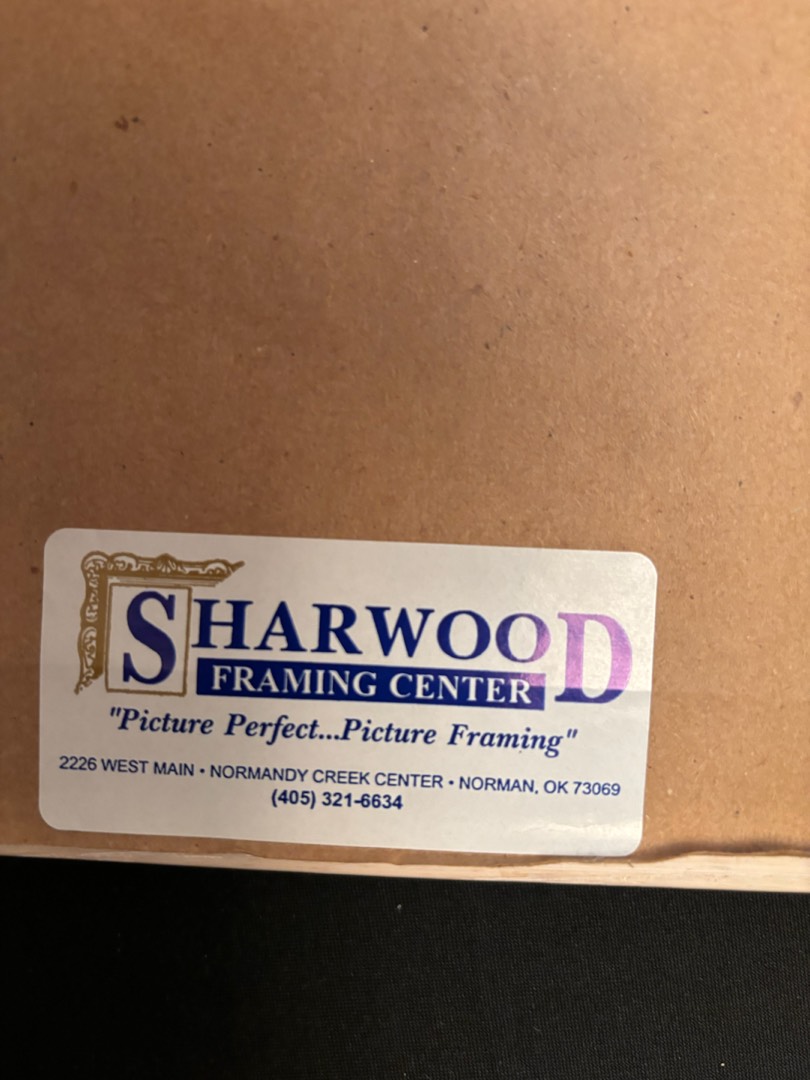 SHARWOOD
FRAMING CENTER
"Picture Perfect...Picture Framing"
2226 WEST MAIN • NORMANDY CREEK CENTER • NORMAN, OK 73069
(405) 321-6634